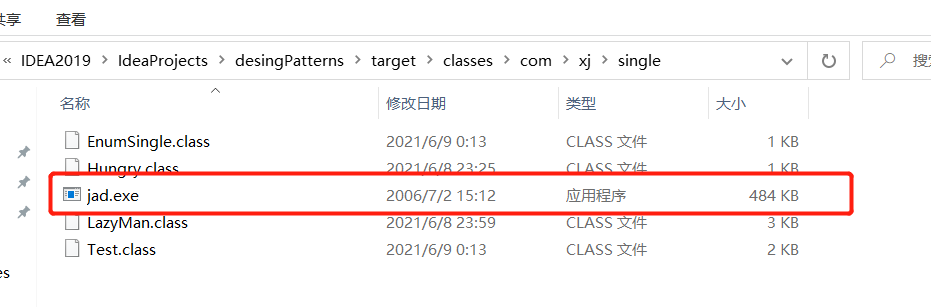 共享 查看
« IDEA2019 > IdeaProjects > desingPatterns > target > classes > com > xj > single 搜索
名称 修改日期 类型 大小
EnumSingle.class 2021/6/9 0:13 CLASS 文件 1 KB
Hungry.class 2021/6/8 23:25 CLASS 文件 1 KB
jad.exe 2006/7/2 15:12 应用程序 484 KB
LazyMan.class 2021/6/8 23:59 CLASS 文件 3 KB
Test.class 2021/6/9 0:13 CLASS 文件 2 KB
es